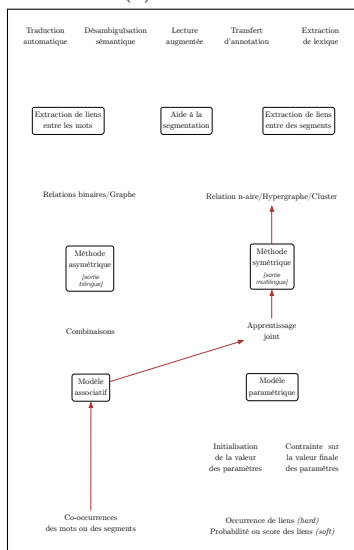 Traduction
automatique
Désambiguïsation
sémantique
Lecture
augmentée
Transfert
d'annotation
Extraction
de lexique
Extraction de liens
entre les mots
Aide à la
segmentation
Extraction de liens
entre des segments
Relations binaires/Graphe
Relation n-aire/Hypergraphe/Cluster
Méthode
asymétrique
[sortie
bilingue]
Méthode
symétrique
[sortie
multilingue]
Combinaisons
Apprentissage
joint
Modèle
associatif
Modèle
paramétrique
Initialisation
de la valeur
des paramètres
Contrainte sur
la valeur finale
des paramètres
Co-occurrences
des mots ou des segments
Occurrence de liens (hard)
Probabilité ou score des liens (soft)